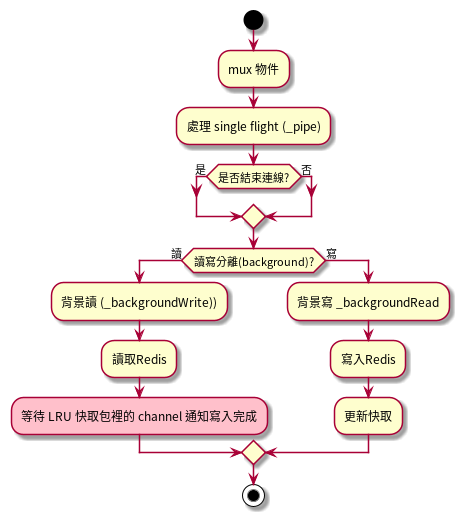 mux 物件
處理 single flight (_pipe)
是否結束連線?
是
否
讀寫分離(background)?
讀
寫
背景讀 (_backgroundWrite))
背景寫 _backgroundRead
讀取Redis
寫入Redis
等待 LRU 快取包裡的 channel 通知寫入完成
更新快取